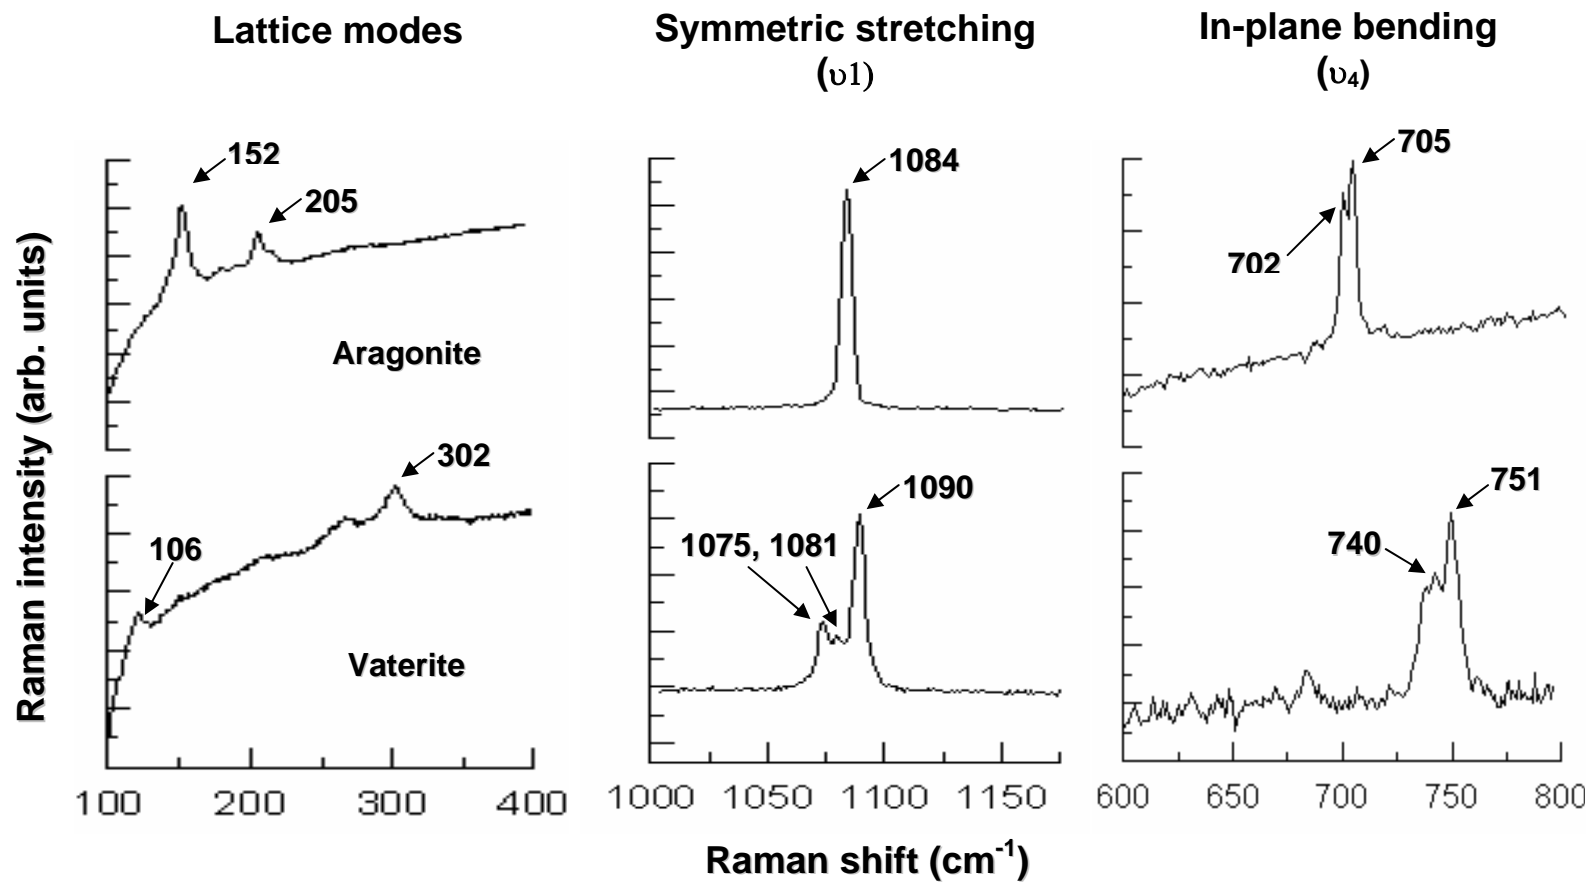 Lattice modes
Symmetric stretching
(υ1)
In-plane bending
(υ4)
152
205
Aragonite
1084
705
702
302
106
Vaterite
1090
1075, 1081
751
740
Raman intensity (arb. units)
100 200 300 400
1000 1050 1100 1150
600 650 700 750 800
Raman shift (cm-1)